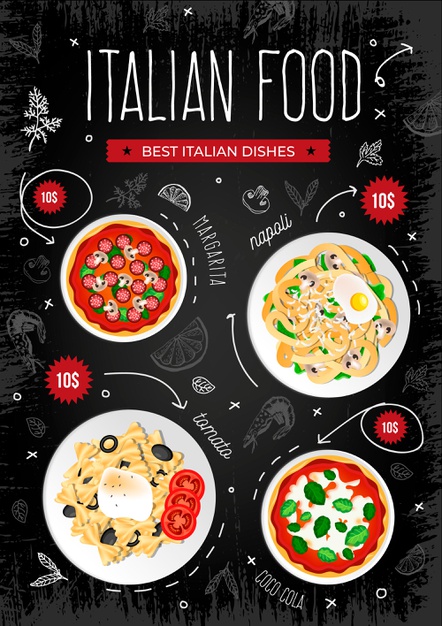 ITALIAN FOOD
★ BEST ITALIAN DISHES ★
10$
10$
MARGARITA
napoli
10$
tomato
10$
COCO COLA